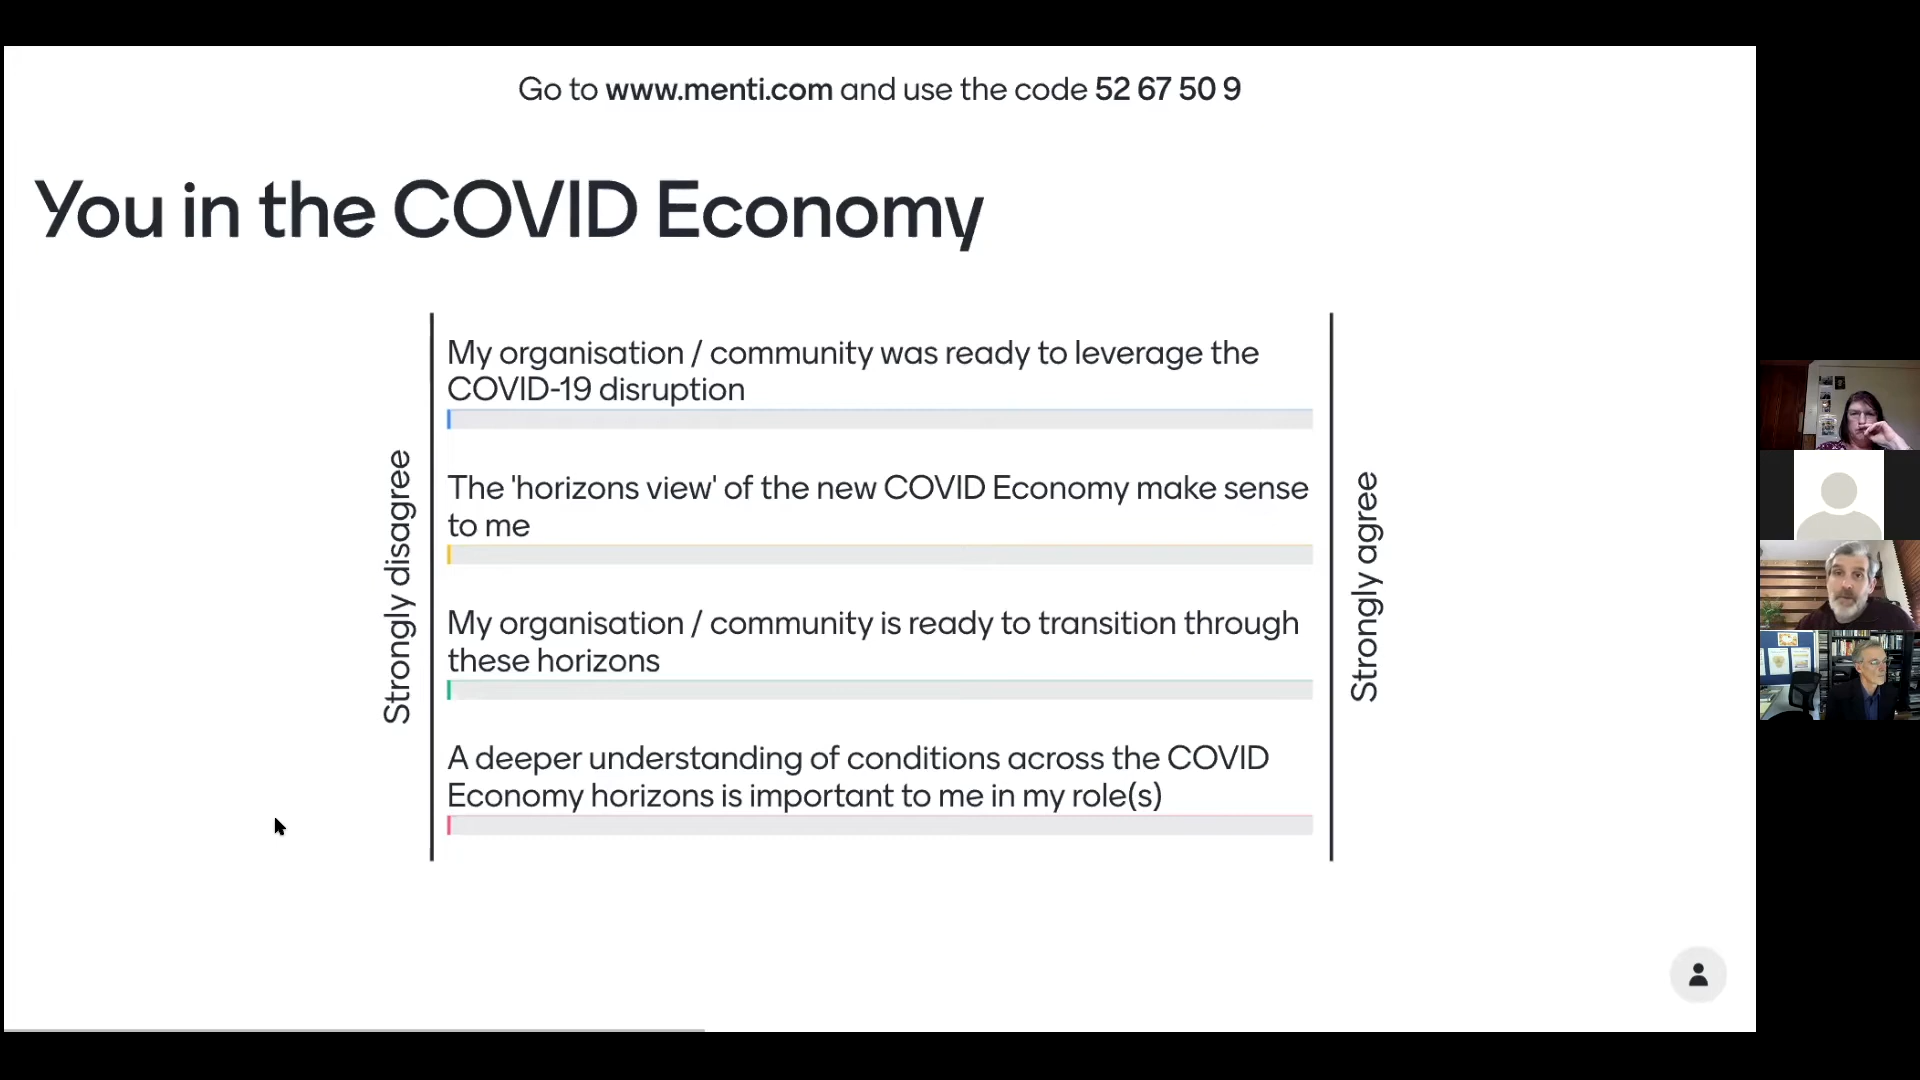 Go to www.menti.com and use the code 52 67 50 9
You in the COVID Economy
Strongly disagree
My organisation / community was ready to leverage the
COVID-19 disruption
The 'horizons view' of the new COVID Economy make sense
to me
My organisation / community is ready to transition through
these horizons
A deeper understanding of conditions across the COVID
Economy horizons is important to me in my role(s)
Strongly agree